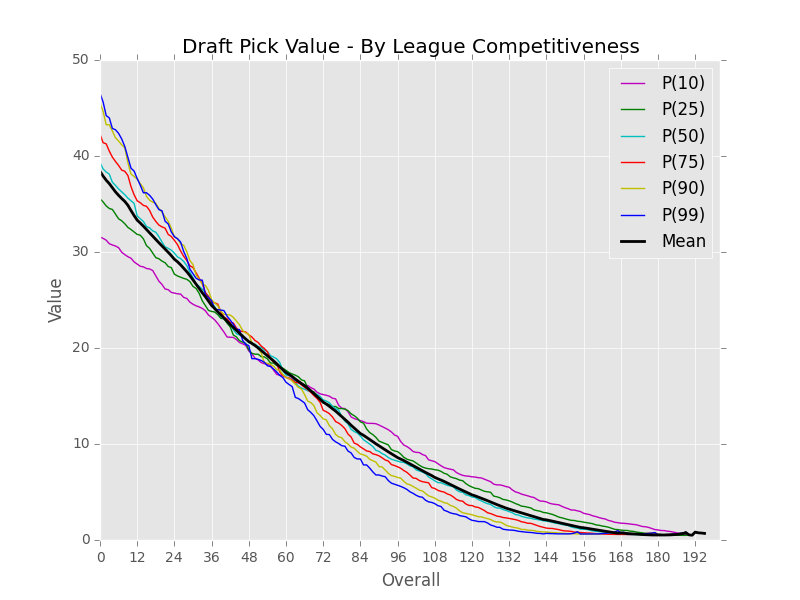 Draft Pick Value - By League Competitiveness
50
40
30
20
10
0
Value
P(10)
P(25)
P(50)
P(75)
P(90)
P(99)
Mean
0 12 24 36 48 60 72 84 96 108 120 132 144 156 168 180 192
Overall